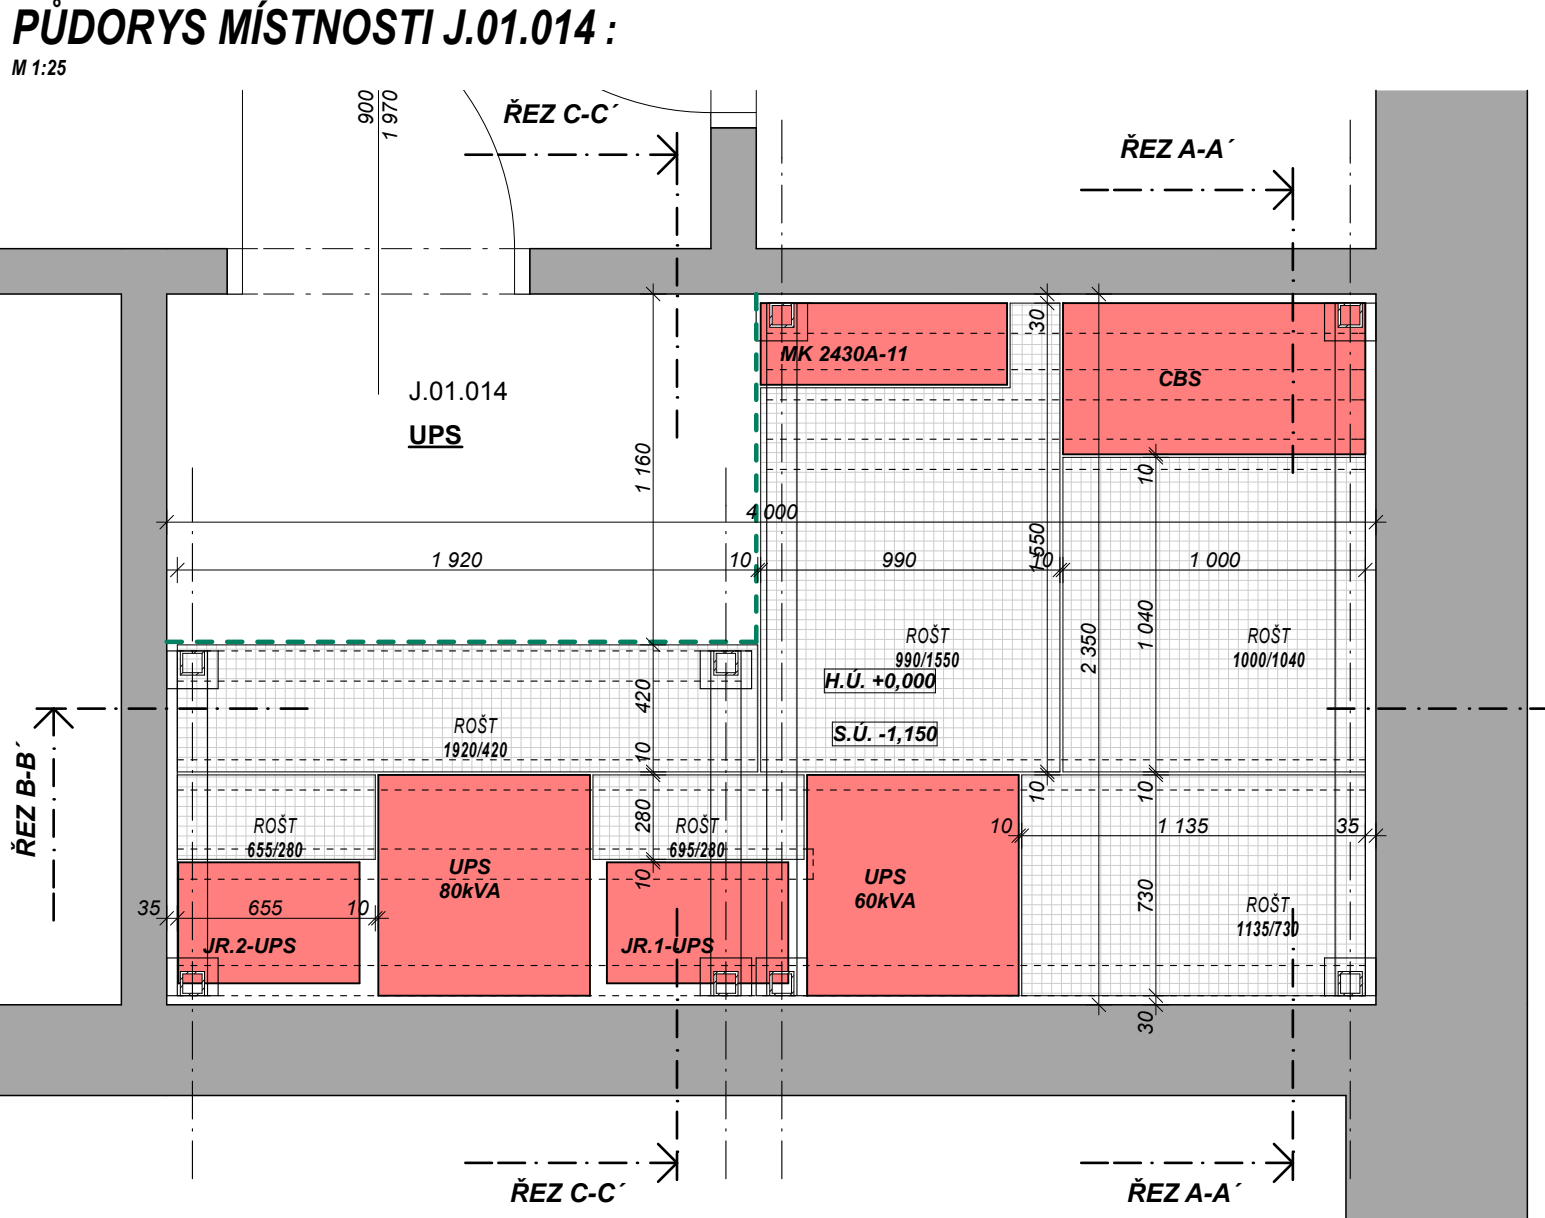 PŮDORYS MÍSTNOSTI J.01.014 :
M 1:25
900
1 970
ŘEZ C-C´
ŘEZ A-A´
30
MK 2430A-11
CBS
J.01.014
UPS
1 160
10
4 000
1 550
1 920
10
990
10
1 000
ROŠT
990/1550
1 040
2 350
ROŠT
1000/1040
H.Ú. +0,000
420
ROŠT
1920/420
S.Ú. -1,150
10
ŘEZ B-B´
10
10
280
ROŠT
655/280
ROŠT
695/280
10
1 135
35
UPS
80kVA
10
UPS
60kVA
730
35
655
10
ROŠT
1135/730
JR.2-UPS
JR.1-UPS
30
ŘEZ C-C´
ŘEZ A-A´